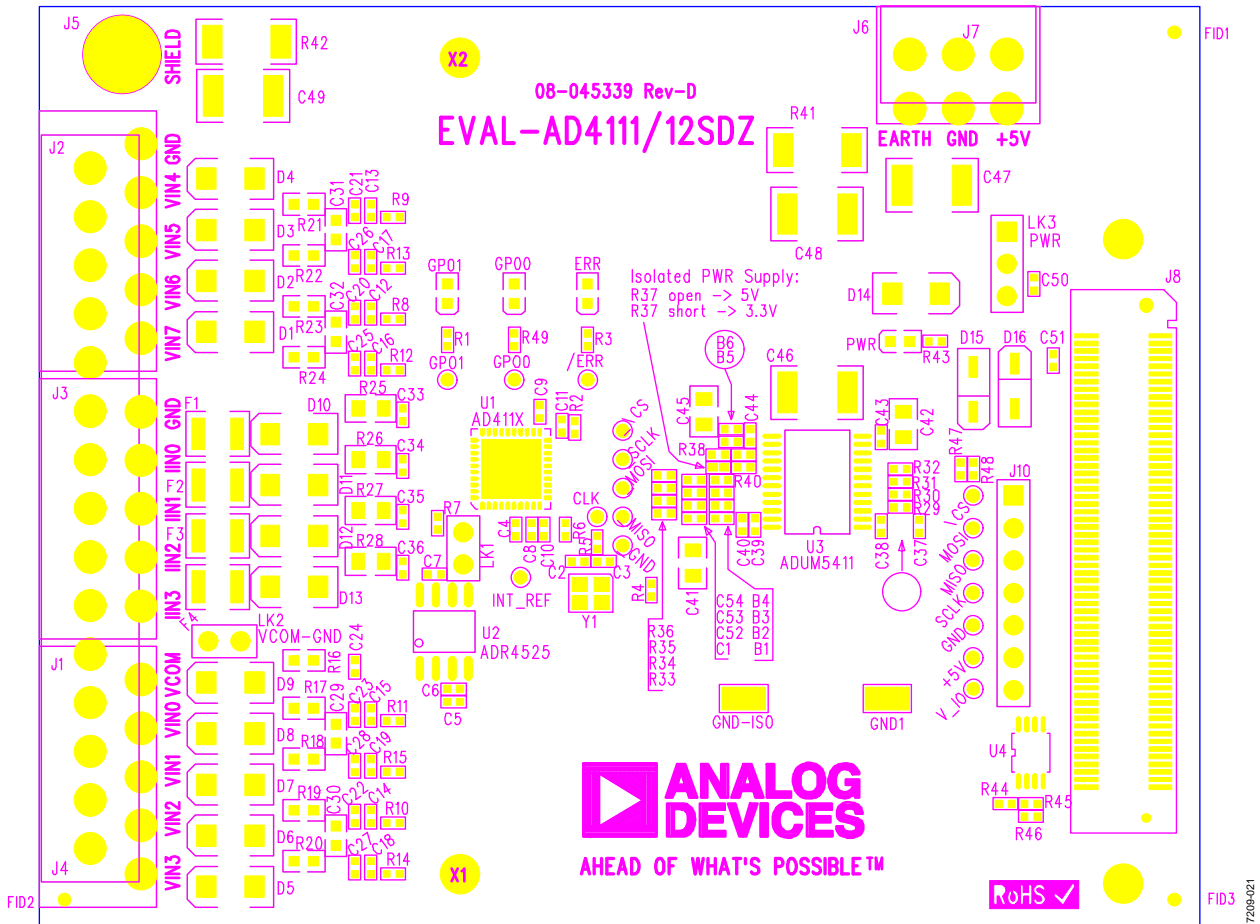 J5
SHIELD
R42
C49
X2
08-045339 Rev-D
EVAL-AD4111/12SDZ
R41
J6
J7
EARTH GND +5V
FID1
J2
GND
VIN4
VIN5
VIN6
VIN7
D4
D3
D2
D1
R21
R22
R23
R24
C31
C21
C13
R9
C26
C17
R13
C32
C20
C12
R8
C25
C16
R12
GPO1
GPO0
ERR
R1
R49
R3
GPO1
GPO0
/ERR
Isolated PWR Supply:
R37 open -> 5V
R37 short -> 3.3V
B6
B5
C48
C47
LK3
PWR
C50
D14
PWR
R43
D15
D16
C51
J8
J3
GND
IIN0
IIN1
IIN2
IIN3
F1
F2
F3
F4
D10
D11
D12
D13
R25
R26
R27
R28
C33
C34
C35
C36
U1
AD411X
C9
C11
R2
R7
LK1
C7
C4
C8
C10
R6
R5
C2
C3
Y1
R4
INT_REF
CLK
_CS
SCLK
MOSI
MISO
GND
C45
C44
C46
R38
R40
C43
C42
R32
R31
R30
R29
C40
C39
U3
ADUM5411
C38
C37
C41
R36
R35
R34
R33
C54 B4
C53 B3
C52 B2
C1 B1
R47
R48
J10
_CS
MOSI
MISO
SCLK
GND
+5V
V_IO
LK2
VCOM-GND
U2
ADR4525
C6
C5
GND-ISO
GND1
U4
R44
R45
R46
J1
VCOM
VIN0
VIN1
VIN2
VIN3
J4
D9
D8
D7
D6
D5
R16
R17
R18
R19
R20
C24
C29
C23
C15
R11
C28
C19
R15
C30
C22
C14
R10
C27
C18
R14
X1
ANALOG
DEVICES
AHEAD OF WHAT'S POSSIBLE™
RoHS
FID2
FID3
7209-021